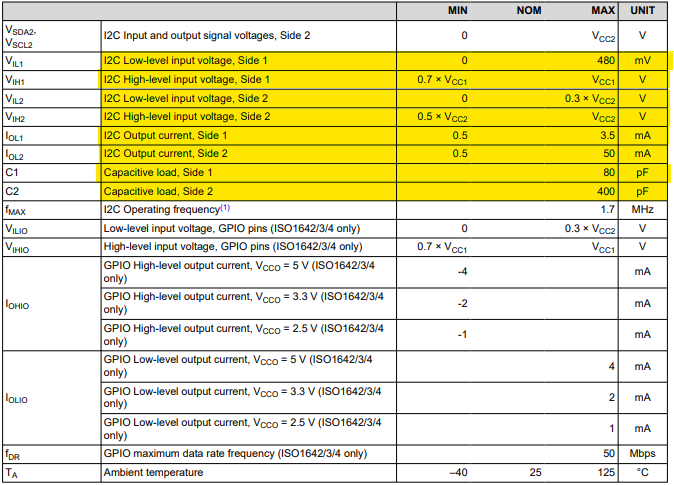 MIN NOM MAX UNIT
VSDA2,
VSCL2 I2C Input and output signal voltages, Side 2 0 VCC2 V
VIL1 I2C Low-level input voltage, Side 1 0 480 mV
VIH1 I2C High-level input voltage, Side 1 0.7 × VCC1 VCC1 V
VIL2 I2C Low-level input voltage, Side 2 0 0.3 × VCC2 V
VIH2 I2C High-level input voltage, Side 2 0.5 × VCC2 VCC2 V
IOL1 I2C Output current, Side 1 0.5 3.5 mA
IOL2 I2C Output current, Side 2 0.5 50 mA
C1 Capacitive load, Side 1 80 pF
C2 Capacitive load, Side 2 400 pF
fMAX I2C Operating frequency(1) 1.7 MHz
VILIO Low-level input voltage, GPIO pins (ISO1642/3/4 only) 0 0.3 × VCC2 V
VIHIO High-level input voltage, GPIO pins (ISO1642/3/4 only) 0.7 × VCC1 VCC1 V
IOHIO GPIO High-level output current, VCCO = 5 V (ISO1642/3/4
only) -4 mA
GPIO High-level output current, VCCO = 3.3 V (ISO1642/3/4
only) -2 mA
GPIO High-level output current, VCCO = 2.5 V (ISO1642/3/4
only) -1 mA
IOLIO GPIO Low-level output current, VCCO = 5 V (ISO1642/3/4
only) 4 mA
GPIO Low-level output current, VCCO = 3.3 V (ISO1642/3/4
only) 2 mA
GPIO Low-level output current, VCCO = 2.5 V (ISO1642/3/4
only) 1 mA
fDR GPIO maximum data rate frequency (ISO1642/3/4 only) 50 Mbps
TA Ambient temperature –40 25 125 °C